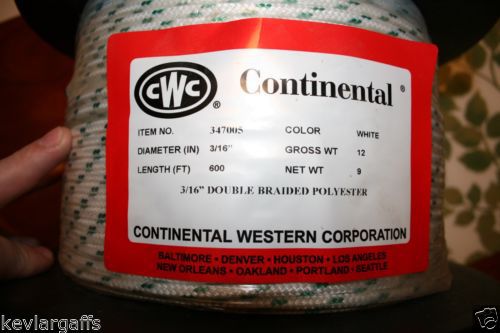 CWC ® Continental ®
ITEM NO. 347005 COLOR WHITE
DIAMETER (IN) 3/16" GROSS WT 12
LENGTH (FT) 600 NET WT 9
3/16" DOUBLE BRAIDED POLYESTER
CONTINENTAL WESTERN CORPORATION
BALTIMORE • DENVER • HOUSTON • LOS ANGELES
NEW ORLEANS • OAKLAND • PORTLAND • SEATTLE
kevlargaffs